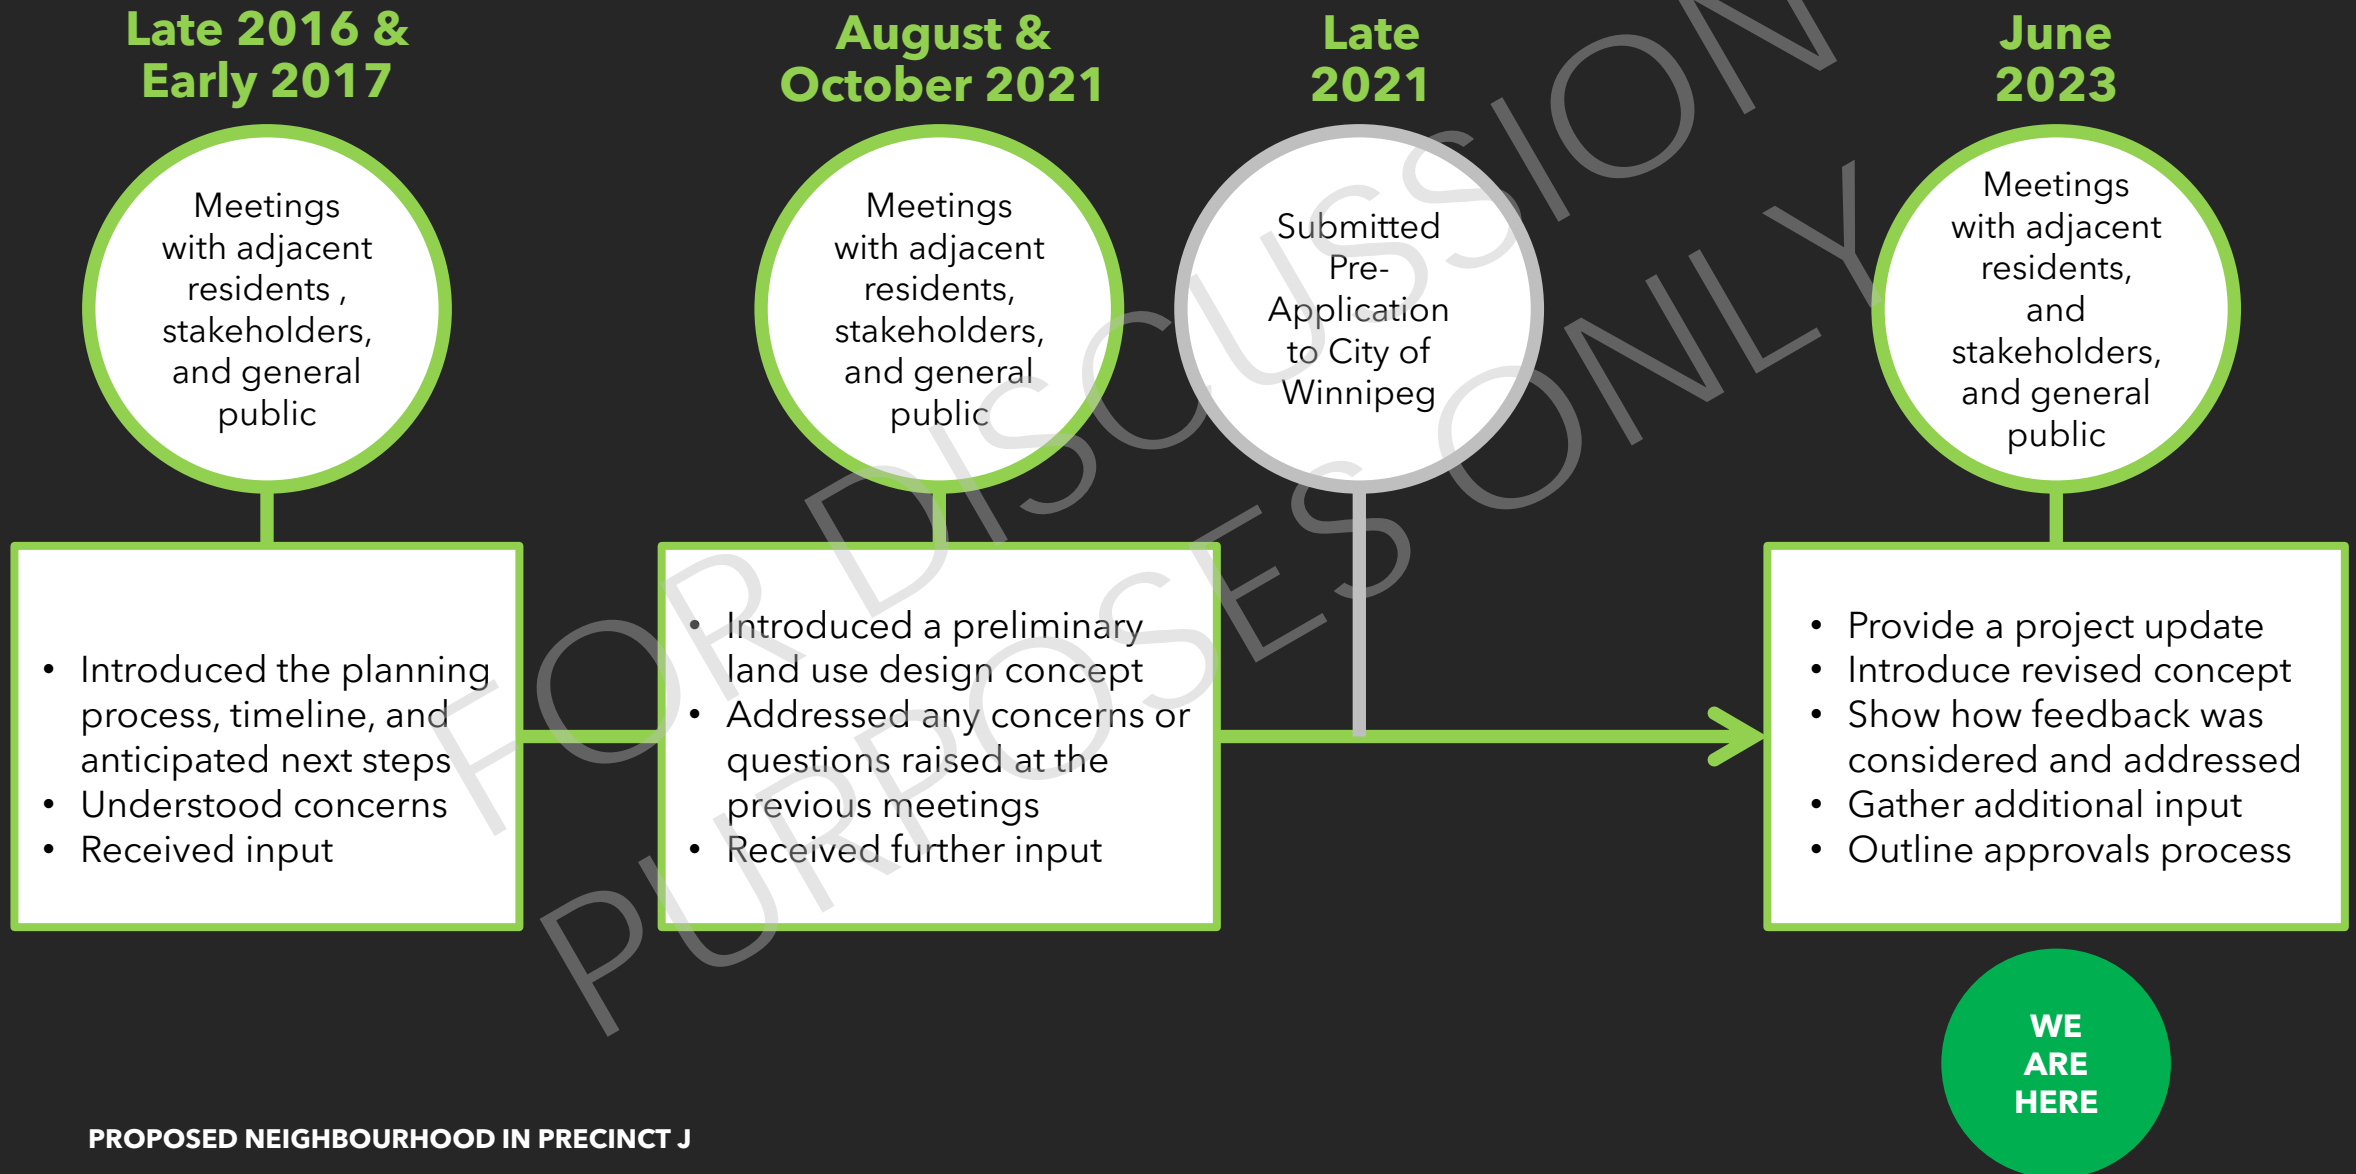 Late 2016 &
Early 2017
Meetings
with adjacent
residents ,
stakeholders,
and general
public
• Introduced the planning
process, timeline, and
anticipated next steps
• Understood concerns
• Received input
August &
October 2021
Meetings
with adjacent
residents,
stakeholders,
and general
public
• Introduced a preliminary
land use design concept
• Addressed any concerns or
questions raised at the
previous meetings
• Received further input
Late
2021
Submitted
Pre-
Application
to City of
Winnipeg
June
2023
Meetings
with adjacent
residents,
and
stakeholders,
and general
public
• Provide a project update
• Introduce revised concept
• Show how feedback was
considered and addressed
• Gather additional input
• Outline approvals process
WE
ARE
HERE
FOR DISCUSSION
PURPOSES ONLY
PROPOSED NEIGHBOURHOOD IN PRECINCT J